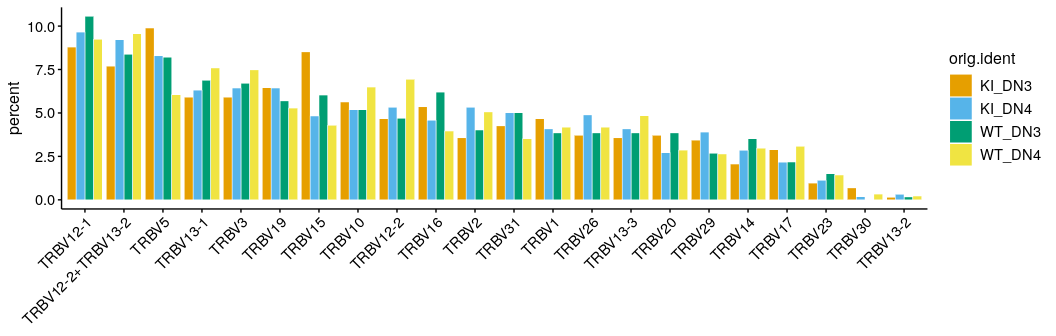 percent
10.0
7.5
5.0
2.5
0.0
TRBV12-1
TRBV12-2+TRBV13-2
TRBV5
TRBV13-1
TRBV3
TRBV19
TRBV15
TRBV10
TRBV12-2
TRBV16
TRBV2
TRBV31
TRBV1
TRBV26
TRBV13-3
TRBV20
TRBV29
TRBV14
TRBV17
TRBV23
TRBV30
TRBV13-2
orig.ident
KI_DN3
KI_DN4
WT_DN3
WT_DN4